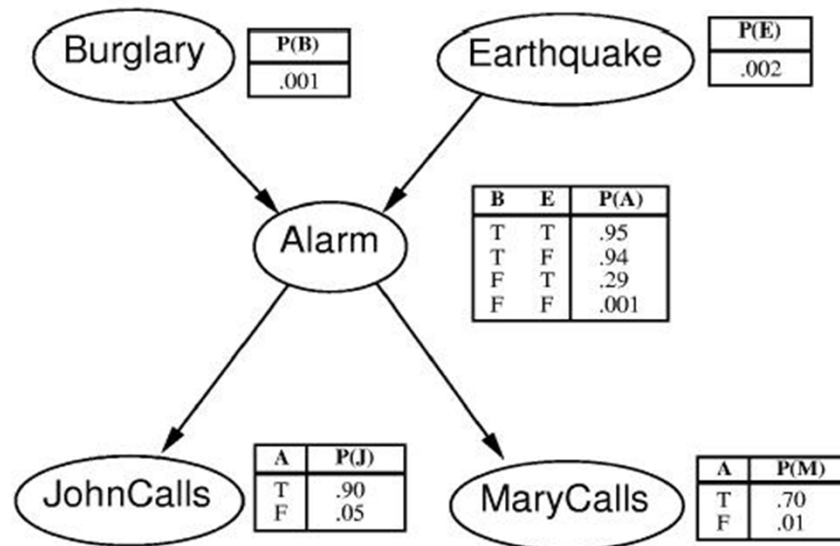 Burglary
P(B)
.001
Earthquake
P(E)
.002
Alarm
B E P(A)
T T .95
T F .94
F T .29
F F .001
JohnCalls
A P(J)
T .90
F .05
MaryCalls
A P(M)
T .70
F .01